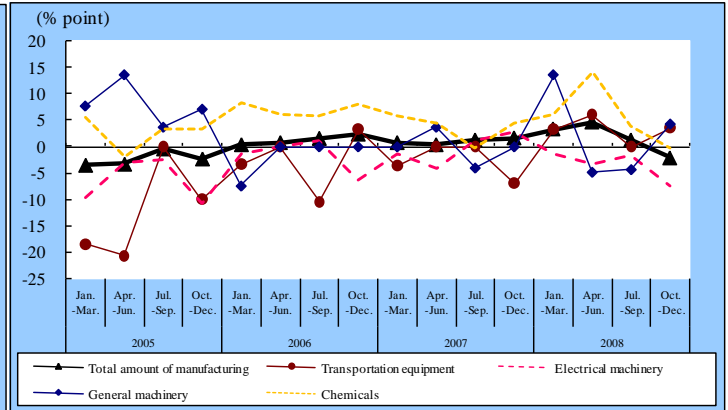 (% point)
20
15
10
5
0
-5
-10
-15
-20
-25
Jan. Apr. Jul. Oct. Jan. Apr. Jul. Oct. Jan. Apr. Jul. Oct. Jan. Apr. Jul. Oct.
-Mar. -Jun. -Sep. -Dec. -Mar. -Jun. -Sep. -Dec. -Mar. -Jun. -Sep. -Dec. -Mar. -Jun. -Sep. -Dec.
2005 2006 2007 2008
Total amount of manufacturing Transportation equipment Electrical machinery
General machinery Chemicals